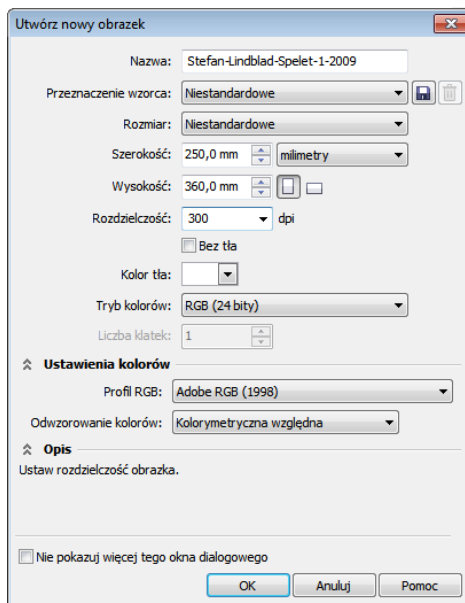 Utwórz nowy obrazek
Nazwa: Stefan-Lindblad-Spelet-1-2009
Przeznaczenie wzorca: Niestandardowe
Rozmiar: Niestandardowe
Szerokość: 250,0 mm milimetry
Wysokość: 360,0 mm
Rozdzielczość: 300 dpi
Bez tła
Kolor tła:
Tryb kolorów: RGB (24 bity)
Liczba klatek: 1
Ustawienia kolorów
Profil RGB: Adobe RGB (1998)
Odwzorowanie kolorów: Kolorymetryczna względna
Opis
Ustaw rozdzielczość obrazka.
Nie pokazuj więcej tego okna dialogowego
OK Anuluj Pomoc